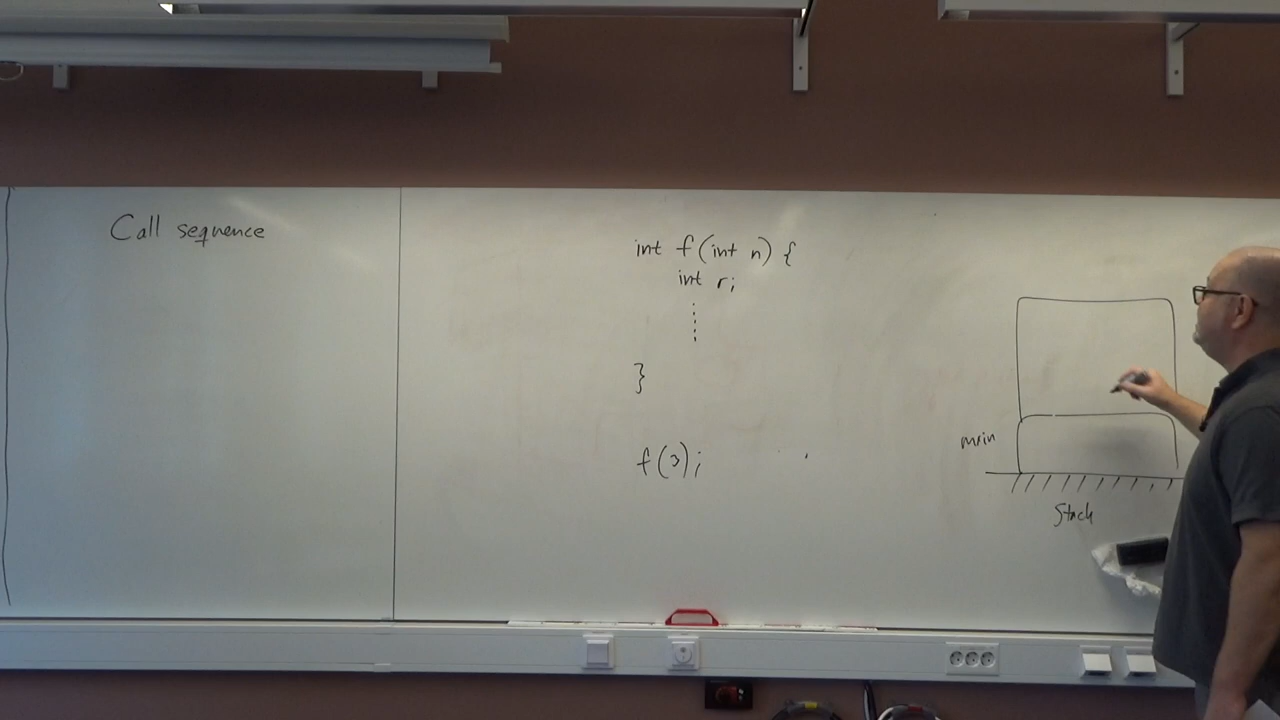 Call sequence
int f(int n) {
int r;
}
f(3);
main
Stack